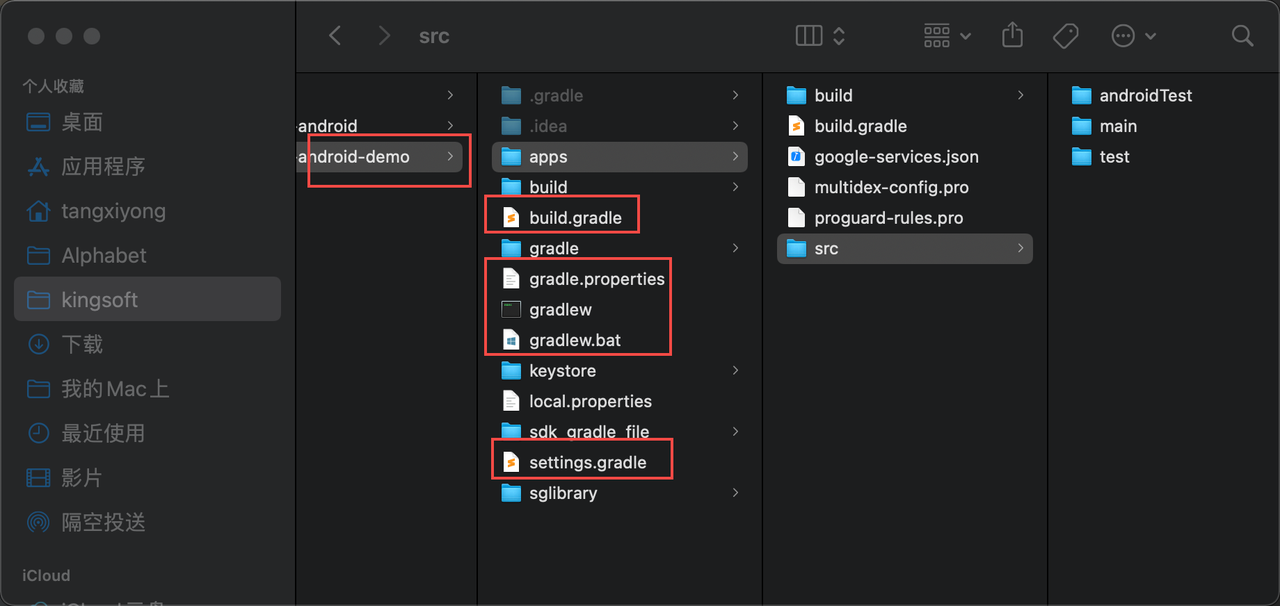 src
个人收藏
桌面
应用程序
tangxiyong
Alphabet
kingsoft
下载
我的Mac上
最近使用
影片
隔空投送
iCloud
-android
-android-demo
.gradle
.idea
apps
build
build.gradle
gradle
gradle.properties
gradlew
gradlew.bat
keystore
local.properties
sdk_gradle_file
settings.gradle
sglibrary
build
build.gradle
google-services.json
multidex-config.pro
proguard-rules.pro
src
androidTest
main
test